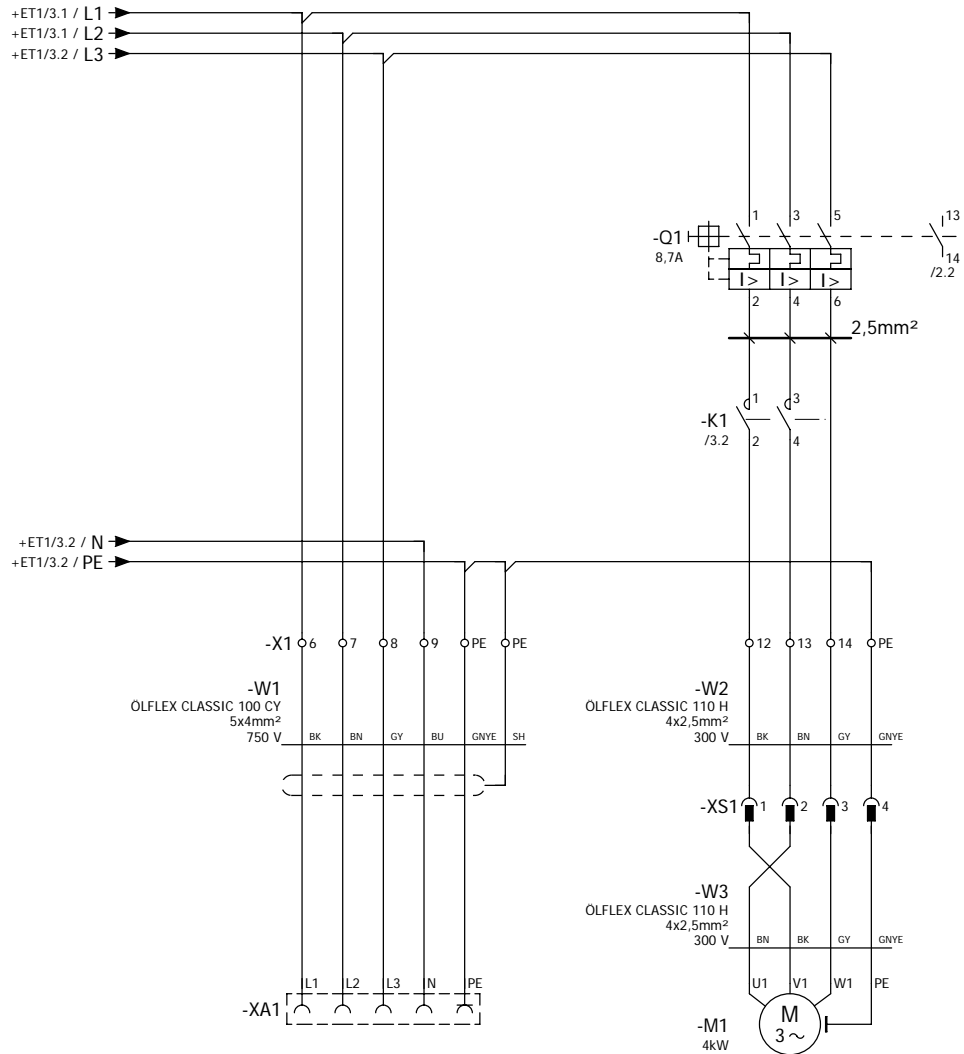 +ET1/3.1 / L1
+ET1/3.1 / L2
+ET1/3.2 / L3
1 3 5 13
-Q1
8,7A
14
/2.2
I> I> I>
2 4 6
2,5mm²
1 3
-K1
/3.2 2 4
+ET1/3.2 / N
+ET1/3.2 / PE
-X1 6 7 8 9 PE PE 12 13 14 PE
-W1
ÖLFLEX CLASSIC 100 CY
5x4mm²
750 V BK BN GY BU GNYE SH
-W2
ÖLFLEX CLASSIC 110 H
4x2,5mm²
300 V BK BN GY GNYE
-XS1 1 2 3 4
-W3
ÖLFLEX CLASSIC 110 H
4x2,5mm²
300 V BN BK GY GNYE
L1 L2 L3 N PE
-XA1
U1 V1 W1 PE
-M1
4kW
M
3~